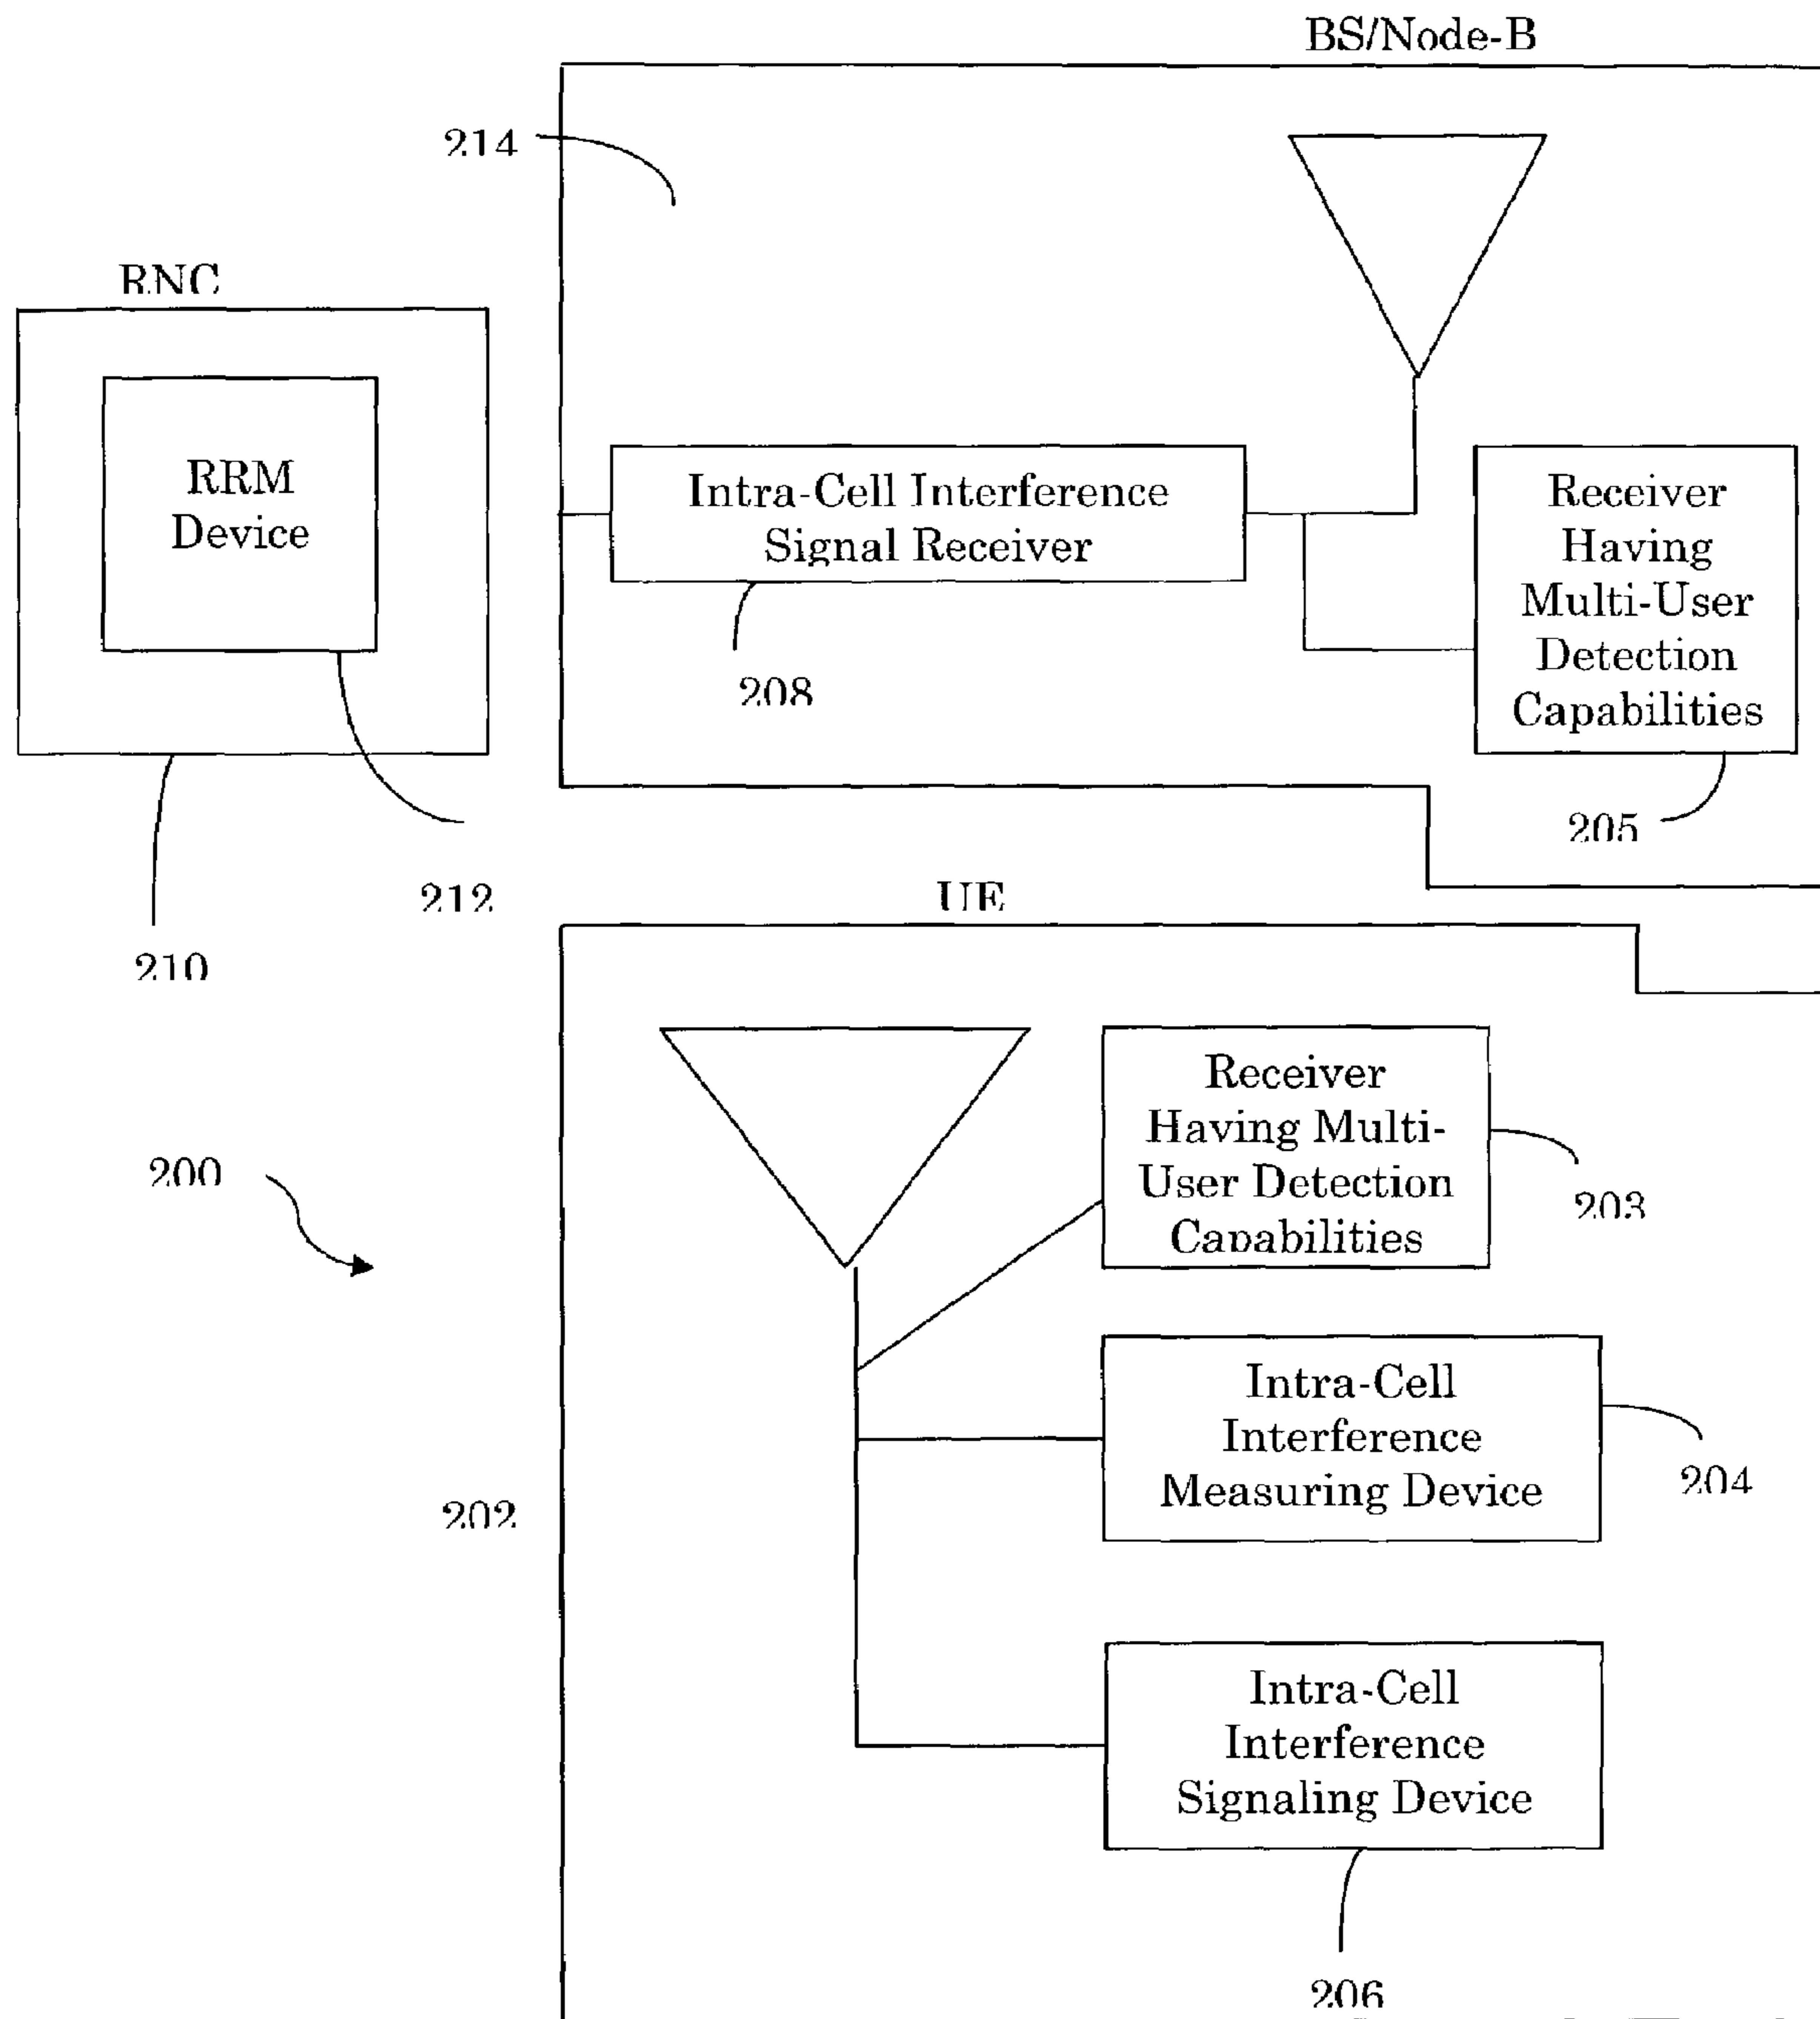 BS/Node-B
214
RNC
RRM
Device
Intra-Cell Interference
Signal Receiver
Receiver
Having
Multi-User
Detection
Capabilities
208
205
212
210
UE
Receiver
Having Multi-
User Detection
Capabilities
203
200
Intra-Cell
Interference
Measuring Device
204
202
Intra-Cell
Interference
Signaling Device
206